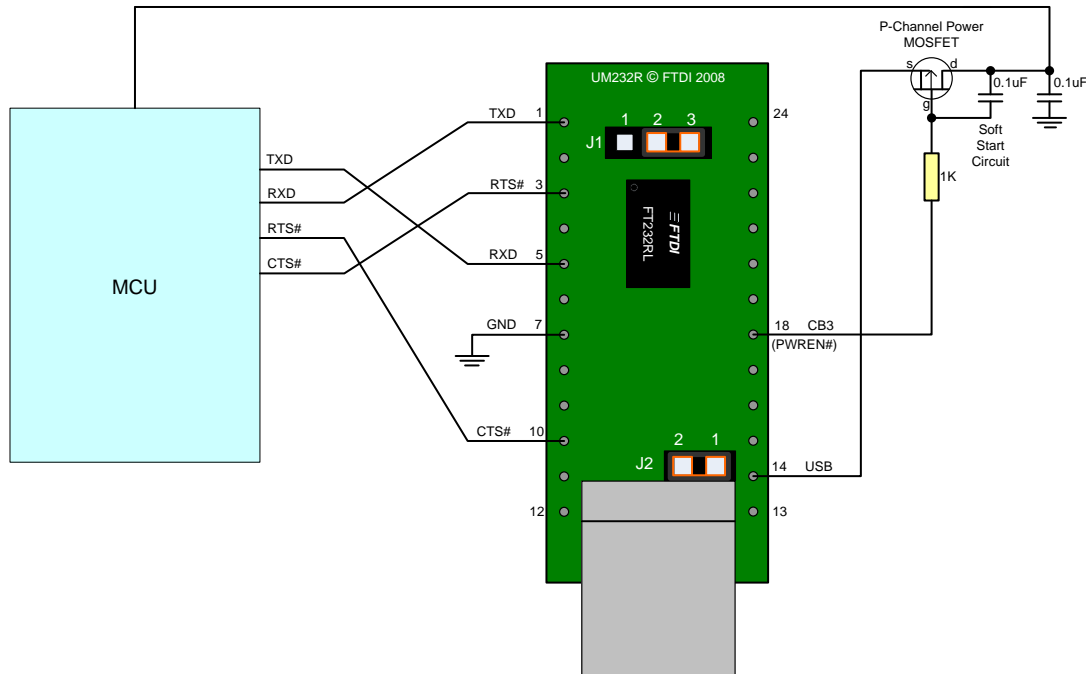 P-Channel Power
MOSFET
s
d
g
0.1uF
0.1uF
Soft
Start
Circuit
1K
UM232R © FTDI 2008
TXD
1
24
1
2
3
J1
TXD
RXD
RTS#
CTS#
MCU
RTS#
3
FTDI
FT232RL
RXD
5
GND
7
18
CB3
(PWREN#)
CTS#
10
2
1
J2
14
USB
12
13